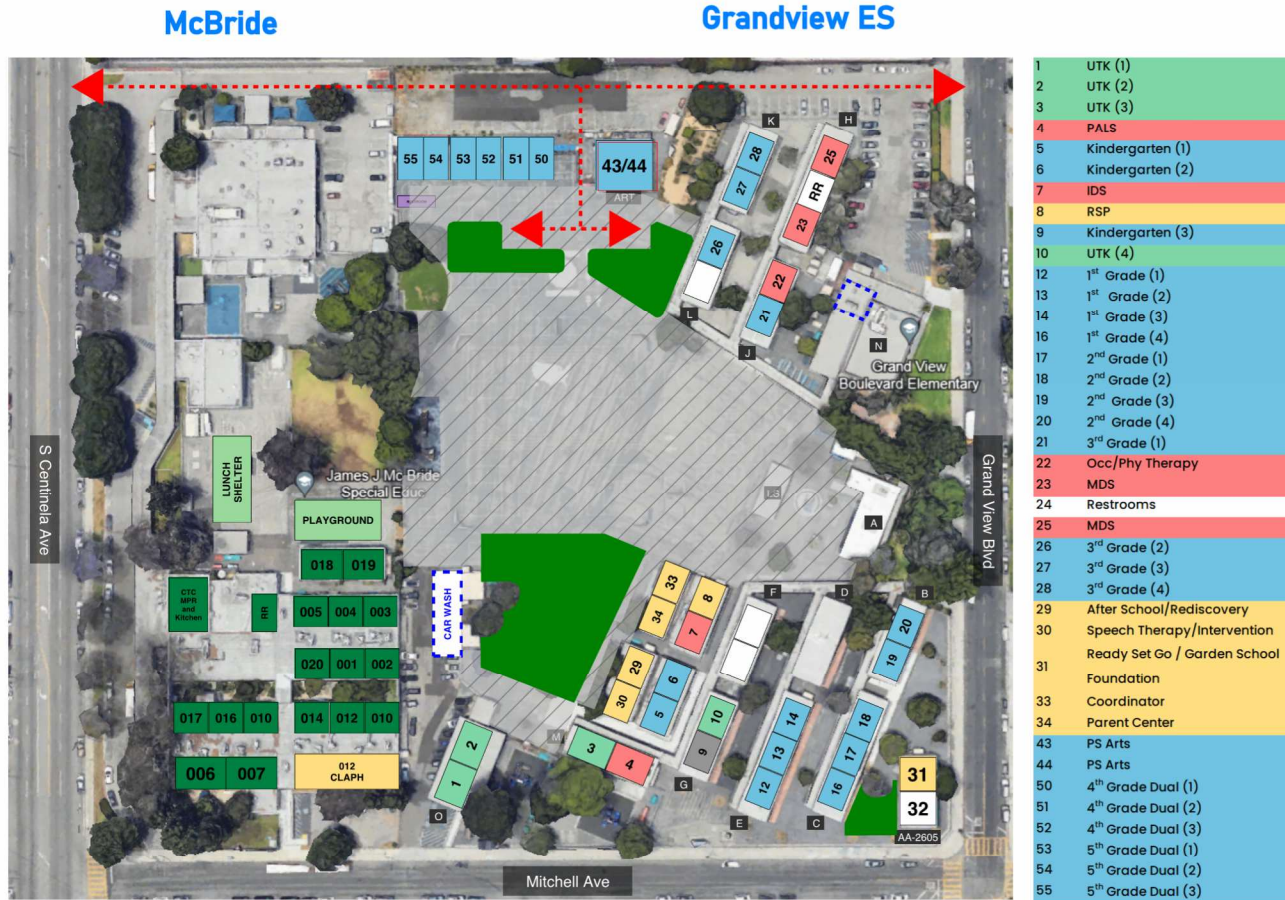 McBride
Grandview ES
K
H
55 54 53 52 51 50
43/44
ART
28
27
25
RR
23
26
22
21
L
J
N
Grand View
Boulevard Elementary
S Centinela Ave
Grand View Blvd
LUNCH
SHELTER
James J Mc Bride
Special Educ
PLAYGROUND
A
018 019
CTC
MPR
and
Kitchen
RR
005 004 003
CAR WASH
33
34
8
7
F
D
B
20
19
020 001 002
29
30
6
5
017 016 010
014 012 010
10
9
14
13
12
18
17
16
M
2
1
3
4
G
006 007
012
CLAPH
31
32
O
E
C
AA-2605
Mitchell Ave
1 UTK (1)
2 UTK (2)
3 UTK (3)
4 PALS
5 Kindergarten (1)
6 Kindergarten (2)
7 IDS
8 RSP
9 Kindergarten (3)
10 UTK (4)
12 1st Grade (1)
13 1st Grade (2)
14 1st Grade (3)
16 1st Grade (4)
17 2nd Grade (1)
18 2nd Grade (2)
19 2nd Grade (3)
20 2nd Grade (4)
21 3rd Grade (1)
22 Occ/Phy Therapy
23 MDS
24 Restrooms
25 MDS
26 3rd Grade (2)
27 3rd Grade (3)
28 3rd Grade (4)
29 After School/Rediscovery
30 Speech Therapy/Intervention
31 Ready Set Go / Garden School
Foundation
33 Coordinator
34 Parent Center
43 PS Arts
44 PS Arts
50 4th Grade Dual (1)
51 4th Grade Dual (2)
52 4th Grade Dual (3)
53 5th Grade Dual (1)
54 5th Grade Dual (2)
55 5th Grade Dual (3)